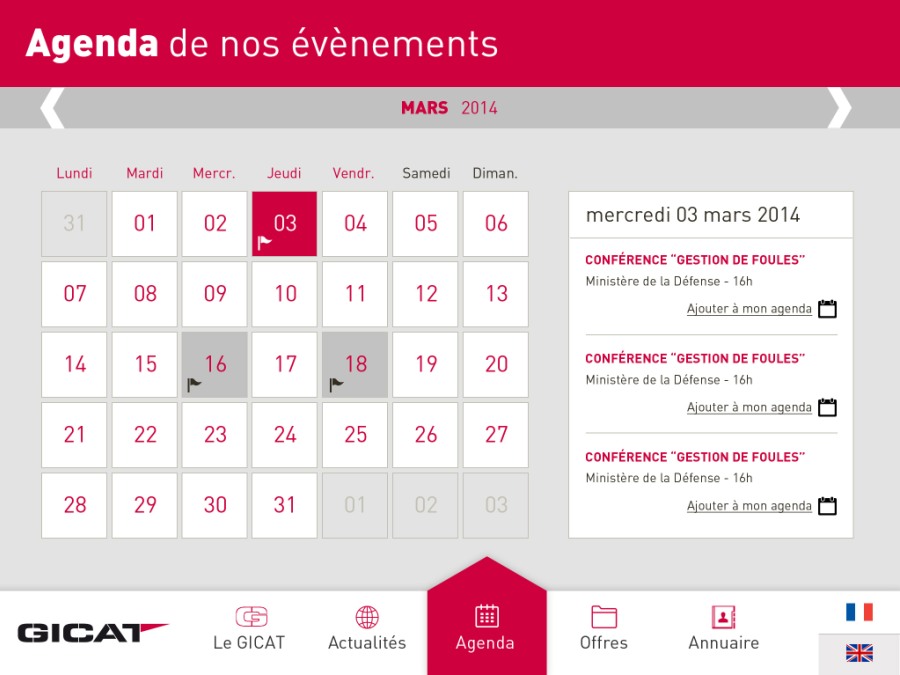 Agenda de nos évènements
MARS 2014
Lundi Mardi Mercr. Jeudi Vendr. Samedi Diman.
31 01 02 03 04 05 06
07 08 09 10 11 12 13
14 15 16 17 18 19 20
21 22 23 24 25 26 27
28 29 30 31 01 02 03
mercredi 03 mars 2014
CONFÉRENCE "GESTION DE FOULES"
Ministère de la Défense - 16h
Ajouter à mon agenda
CONFÉRENCE "GESTION DE FOULES"
Ministère de la Défense - 16h
Ajouter à mon agenda
CONFÉRENCE "GESTION DE FOULES"
Ministère de la Défense - 16h
Ajouter à mon agenda
GICAT
Le GICAT Actualités Agenda Offres Annuaire